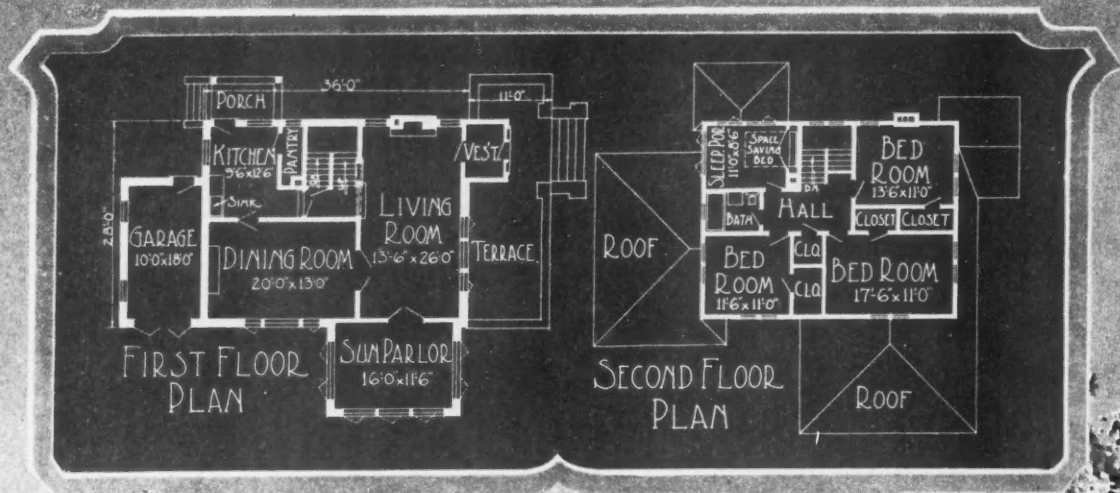 36'-0"
11'-0"
28'-0"
PORCH
KITCHEN
9'-6"x12'-6"
PANTRY
SINK
DN
UP
VES'T.
GARAGE
10'-0"x18'-0"
DINING ROOM
20'-0"x13'-0"
LIVING
ROOM
13'-6"x26'-0"
TERRACE.
SUN PARLOR
16'-0"x11'-6"
FIRST FLOOR
PLAN
SLEEP. POR.
11'-0"x8'-6"
SPACE
SAVING
BED
DN.
BED
ROOM
13'-6"x11'-0"
BATH
HALL
CLOSET
CLOSET
ROOF
BED
ROOM
11'-6"x11'-0"
CLO.
CLO.
BED ROOM
17'-6"x11'-0"
ROOF
SECOND FLOOR
PLAN